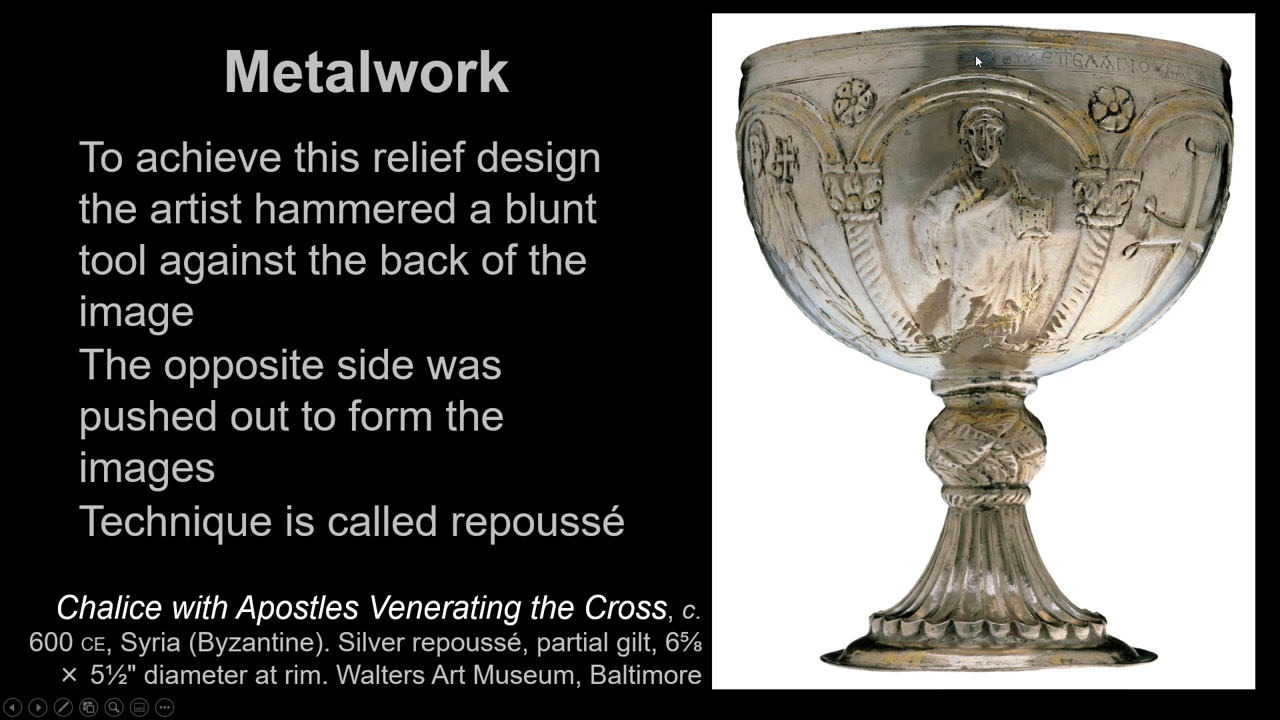 Metalwork
To achieve this relief design
the artist hammered a blunt
tool against the back of the
image
The opposite side was
pushed out to form the
images
Technique is called repoussé
Chalice with Apostles Venerating the Cross, c.
600 CE, Syria (Byzantine). Silver repoussé, partial gilt, 6⅝
× 5½" diameter at rim. Walters Art Museum, Baltimore